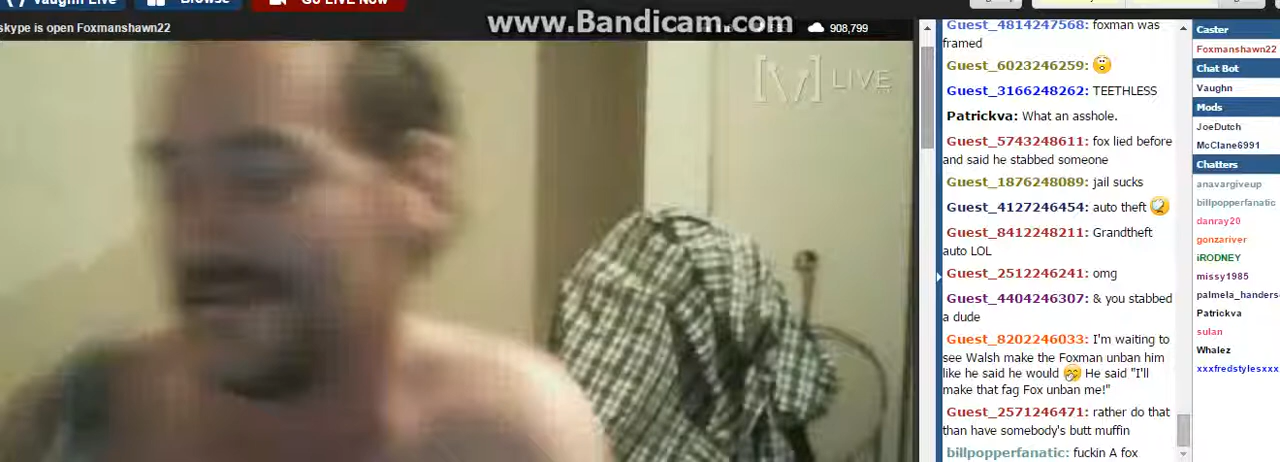 Vaughn Live
Browse
GO LIVE NOW
www.Bandicam.com
skype is open Foxmanshawn22
908,799
[V] LIVE
Guest_4814247568: foxman was
framed
Guest_6023246259:
Guest_3166248262: TEETHLESS
Patrickva: What an asshole.
Guest_5743248611: fox lied before
and said he stabbed someone
Guest_1876248089: jail sucks
Guest_4127246454: auto theft
Guest_8412248211: Grandtheft
auto LOL
Guest_2512246241: omg
Guest_4404246307: & you stabbed
a dude
Guest_8202246033: I'm waiting to
see Walsh make the Foxman unban him
like he said he would He said "I'll
make that fag Fox unban me!"
Guest_2571246471: rather do that
than have somebody's butt muffin
billpopperfanatic: fuckin A fox
Caster
Foxmanshawn22
Chat Bot
Vaughn
Mods
JoeDutch
McClane6991
Chatters
anavargiveup
billpopperfanatic
danray20
gonzariver
iRODNEY
missy1985
palmela_handers
Patrickva
sulan
Whalez
xxxfredstylesxxx